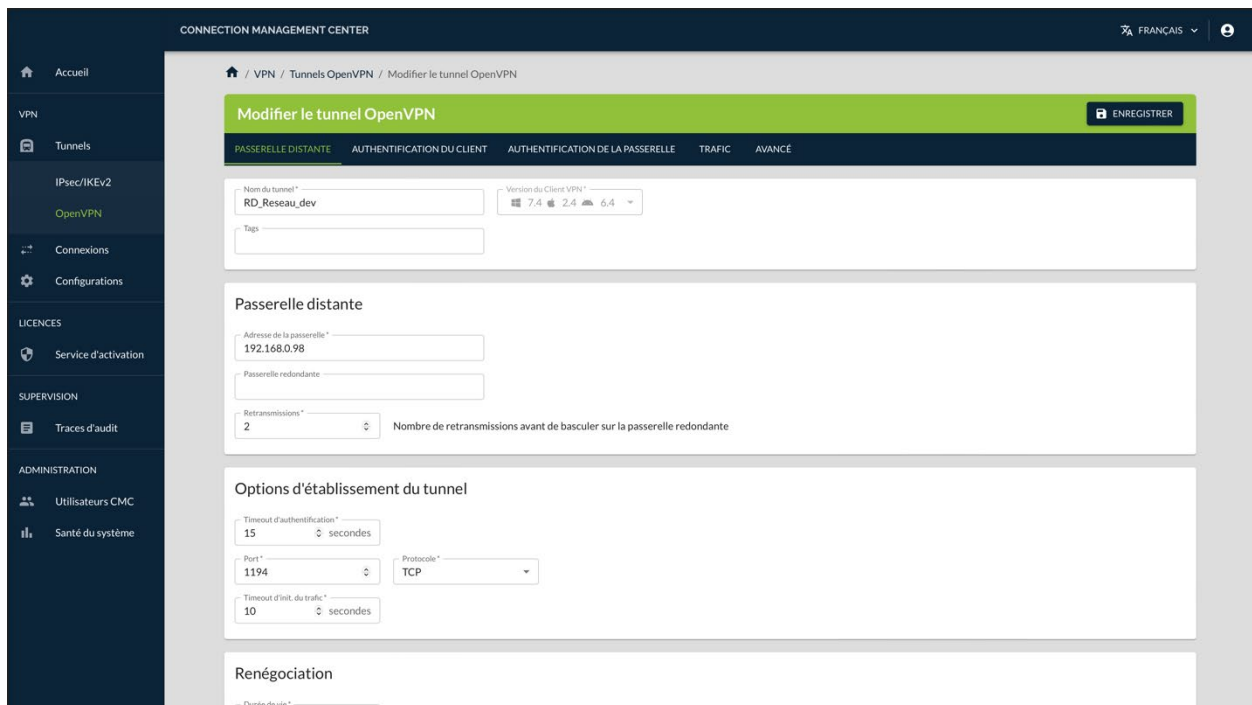 CONNECTION MANAGEMENT CENTER
FRANÇAIS
Accueil
VPN
Tunnels
IPsec/IKEv2
OpenVPN
Connexions
Configurations
LICENCES
Service d'activation
SUPERVISION
Traces d'audit
ADMINISTRATION
Utilisateurs CMC
Santé du système
/ VPN / Tunnels OpenVPN / Modifier le tunnel OpenVPN
Modifier le tunnel OpenVPN
ENREGISTRER
PASSERELLE DISTANTE AUTHENTIFICATION DU CLIENT AUTHENTIFICATION DE LA PASSERELLE TRAFIC AVANCÉ
Nom du tunnel*
RD_Reseau_dev
Version du Client VPN*
7.4 2.4 6.4
Tags
Passerelle distante
Adresse de la passerelle*
192.168.0.98
Passerelle redondante
Retransmissions*
2
Nombre de retransmissions avant de basculer sur la passerelle redondante
Options d'établissement du tunnel
Timeout d'authentification*
15 secondes
Port*
1194
Protocole*
TCP
Timeout d'init. du trafic*
10 secondes
Renégociation
Durée de vie*